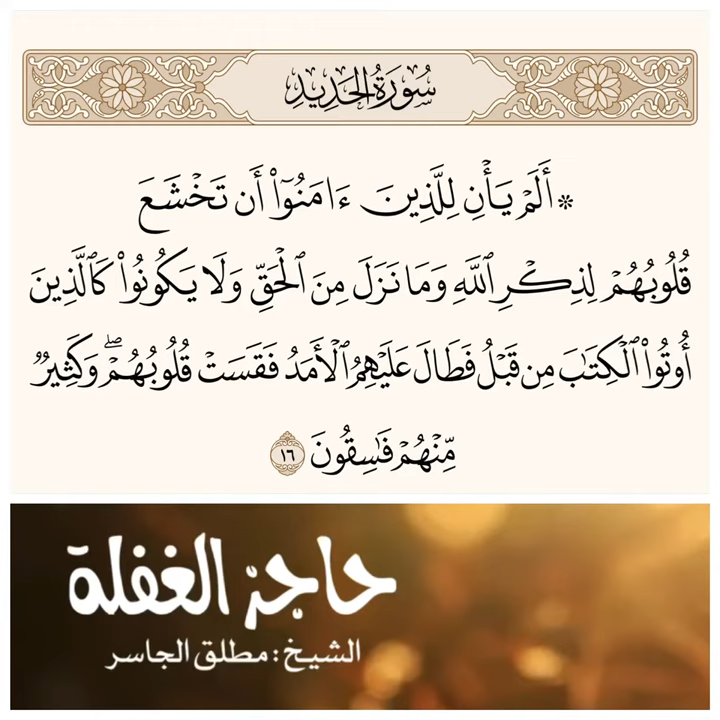 سُورَةُ الحَدِيدِ
۞ أَلَمْ يَأْنِ لِلَّذِينَ ءَامَنُوٓا۟ أَن تَخْشَعَ
قُلُوبُهُمْ لِذِكْرِ ٱللَّهِ وَمَا نَزَلَ مِنَ ٱلْحَقِّ وَلَا يَكُونُوا۟ كَٱلَّذِينَ
أُوتُوا۟ ٱلْكِتَٰبَ مِن قَبْلُ فَطَالَ عَلَيْهِمُ ٱلْأَمَدُ فَقَسَتْ قُلُوبُهُمْۖ وَكَثِيرٌ
مِّنْهُمْ فَٰسِقُونَ ١٦
حاجز الغفلة
الشيخ : مطلق الجاسر